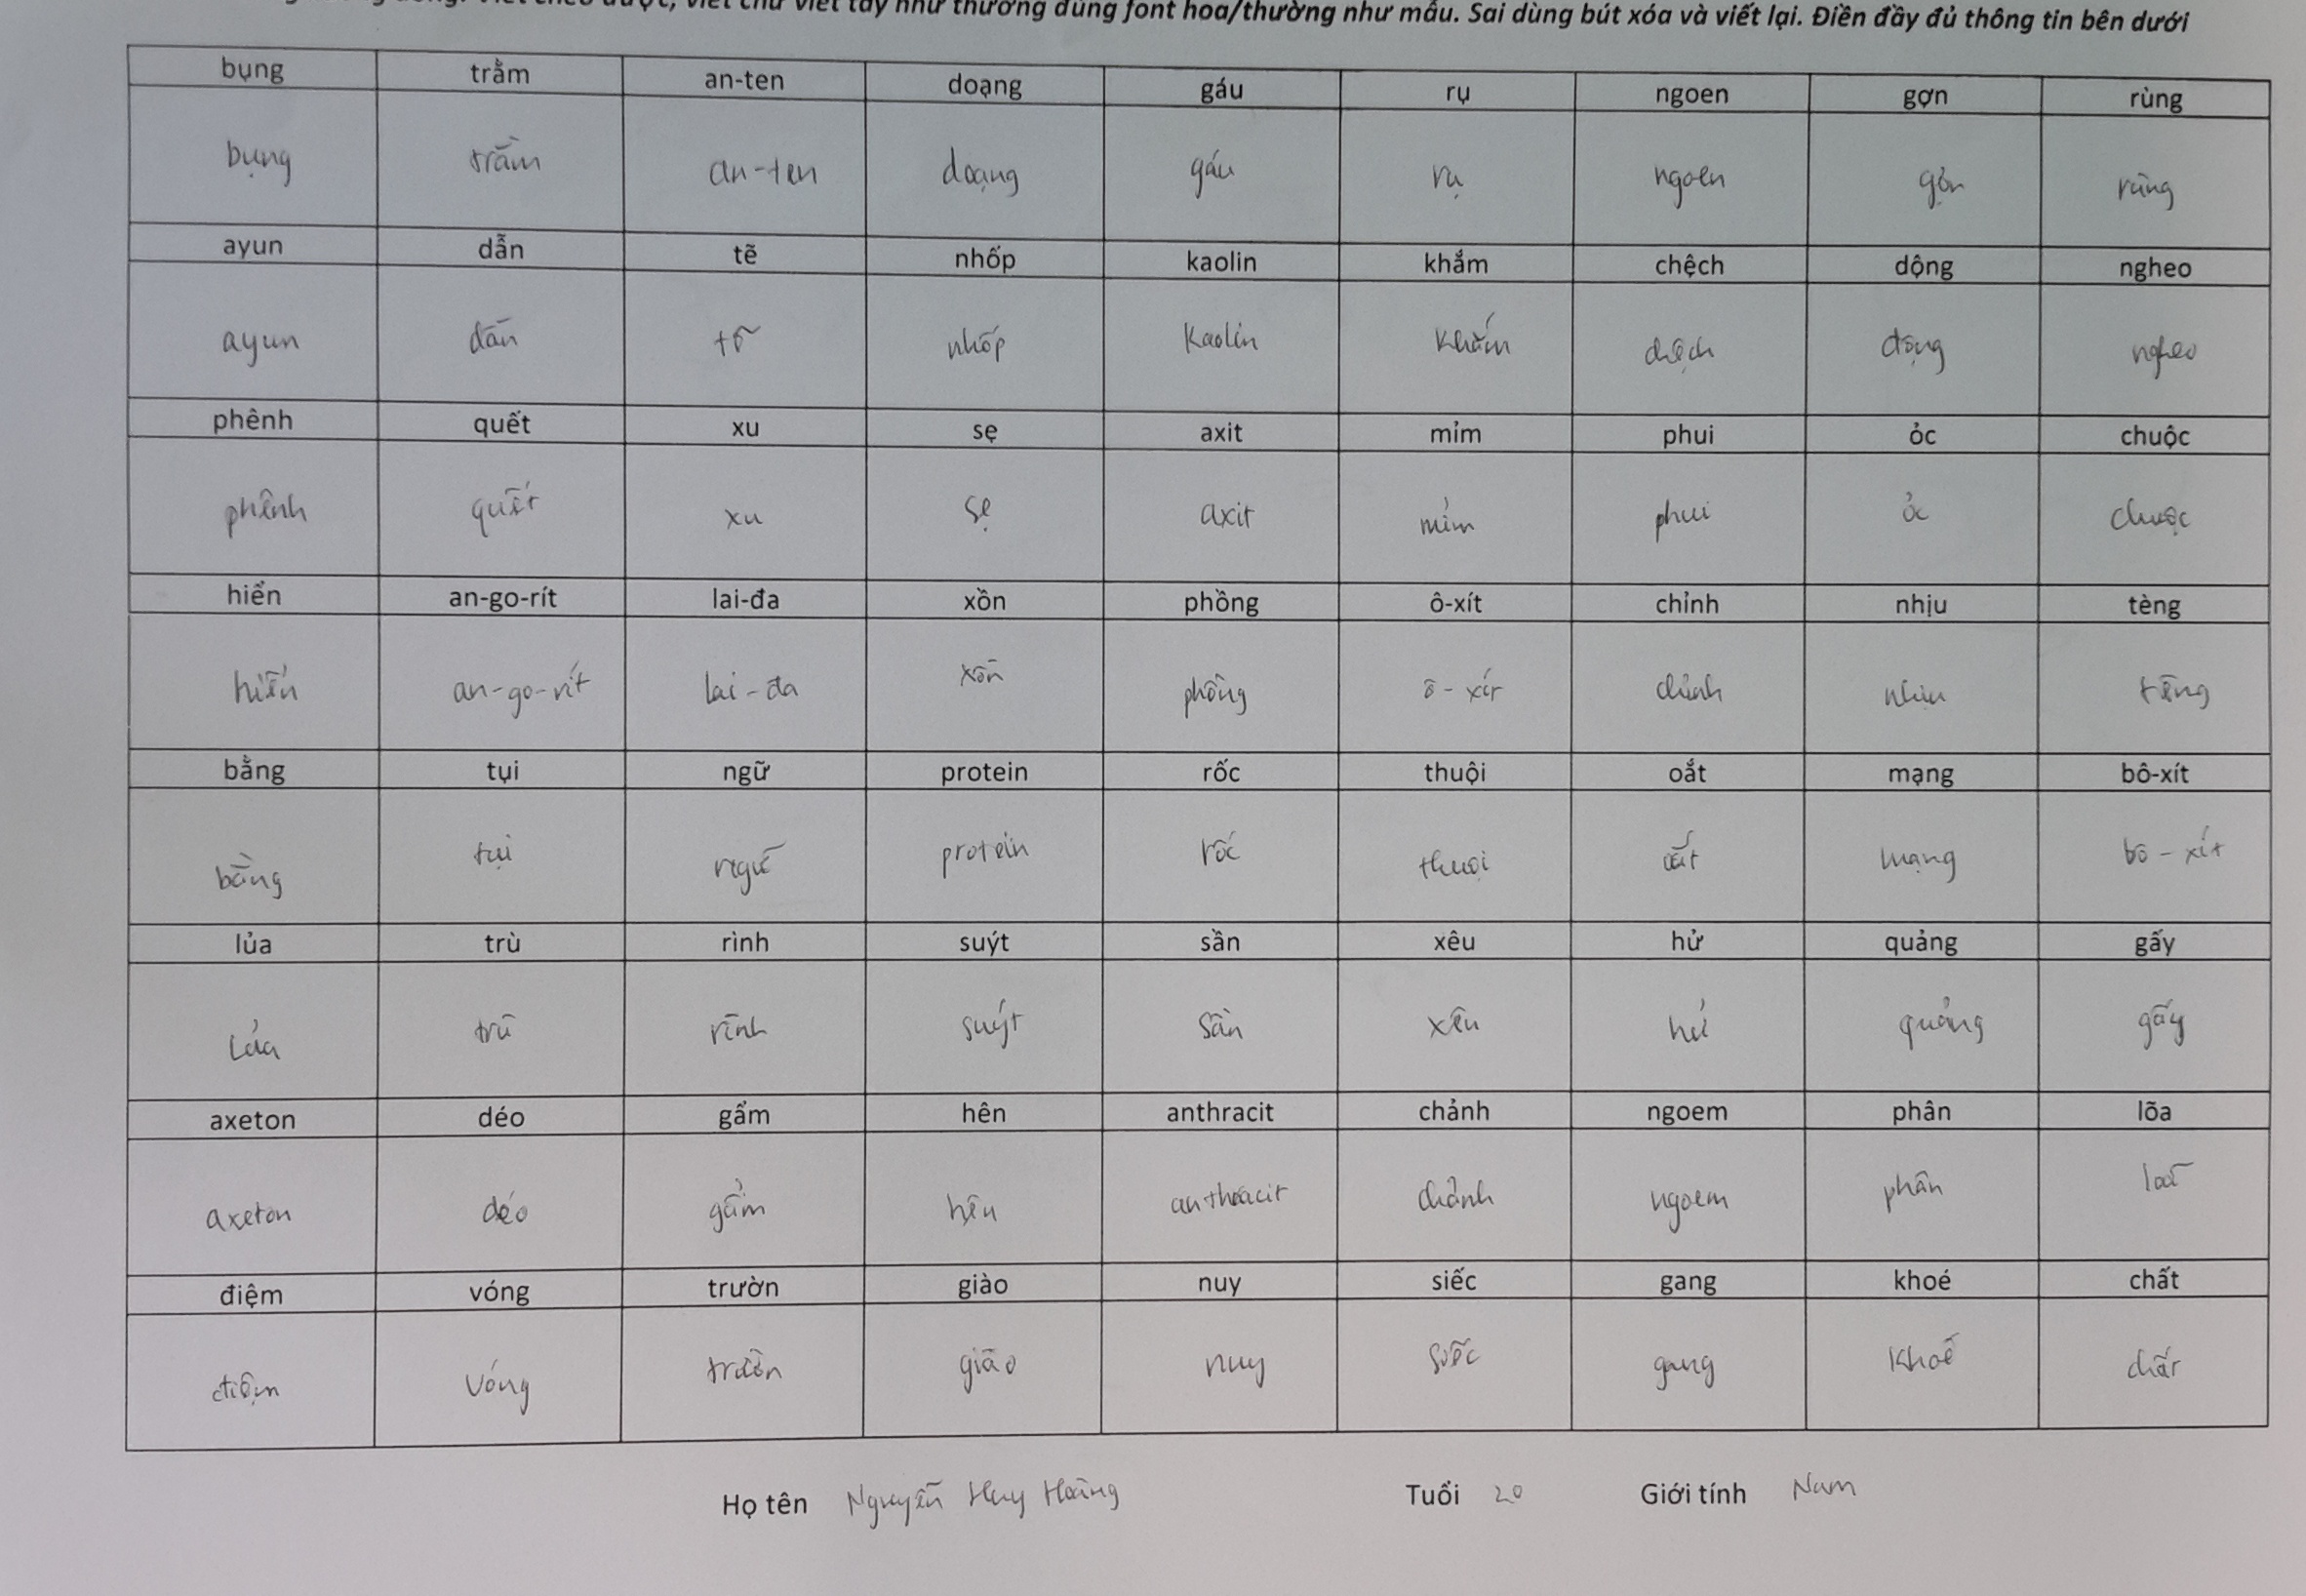 viết chữ viết tay như thường dùng font hoa/thường như mẫu. Sai dùng bút xóa và viết lại. Điền đầy đủ thông tin bên dưới
bụng trằm an-ten doạng gáu rụ ngoen gợn rùng
bụng trằm an-ten doạng gáu rụ ngoen gợn rùng
ayun dẫn tẽ nhốp kaolin khắm chệch dộng ngheo
ayun dẫn tẽ nhốp kaolin khắm chệch dộng ngheo
phênh quết xu sẹ axit mỉm phui ỏc chuộc
phênh quết xu sẹ axit mỉm phui ỏc chuộc
hiển an-go-rít lai-đa xồn phồng ô-xít chỉnh nhịu tèng
hiển an-go-rít lai-đa xồn phồng ô-xít chỉnh nhịu tèng
bằng tụi ngữ protein rốc thuội oắt mạng bô-xít
bằng tụi ngữ protein rốc thuội oắt mạng bô-xít
lủa trù rình suýt sần xêu hử quảng gấy
lủa trù rình suýt sần xêu hử quảng gấy
axeton déo gẩm hên anthracit chảnh ngoem phân lõa
axeton déo gẩm hên anthracit chảnh ngoem phân loã
điệm vóng trườn giào nuy siếc gang khoé chất
điệm vóng trườn giào nuy siếc gang khoé chất
Họ tên Nguyễn Huy Hoàng Tuổi 20 Giới tính Nam